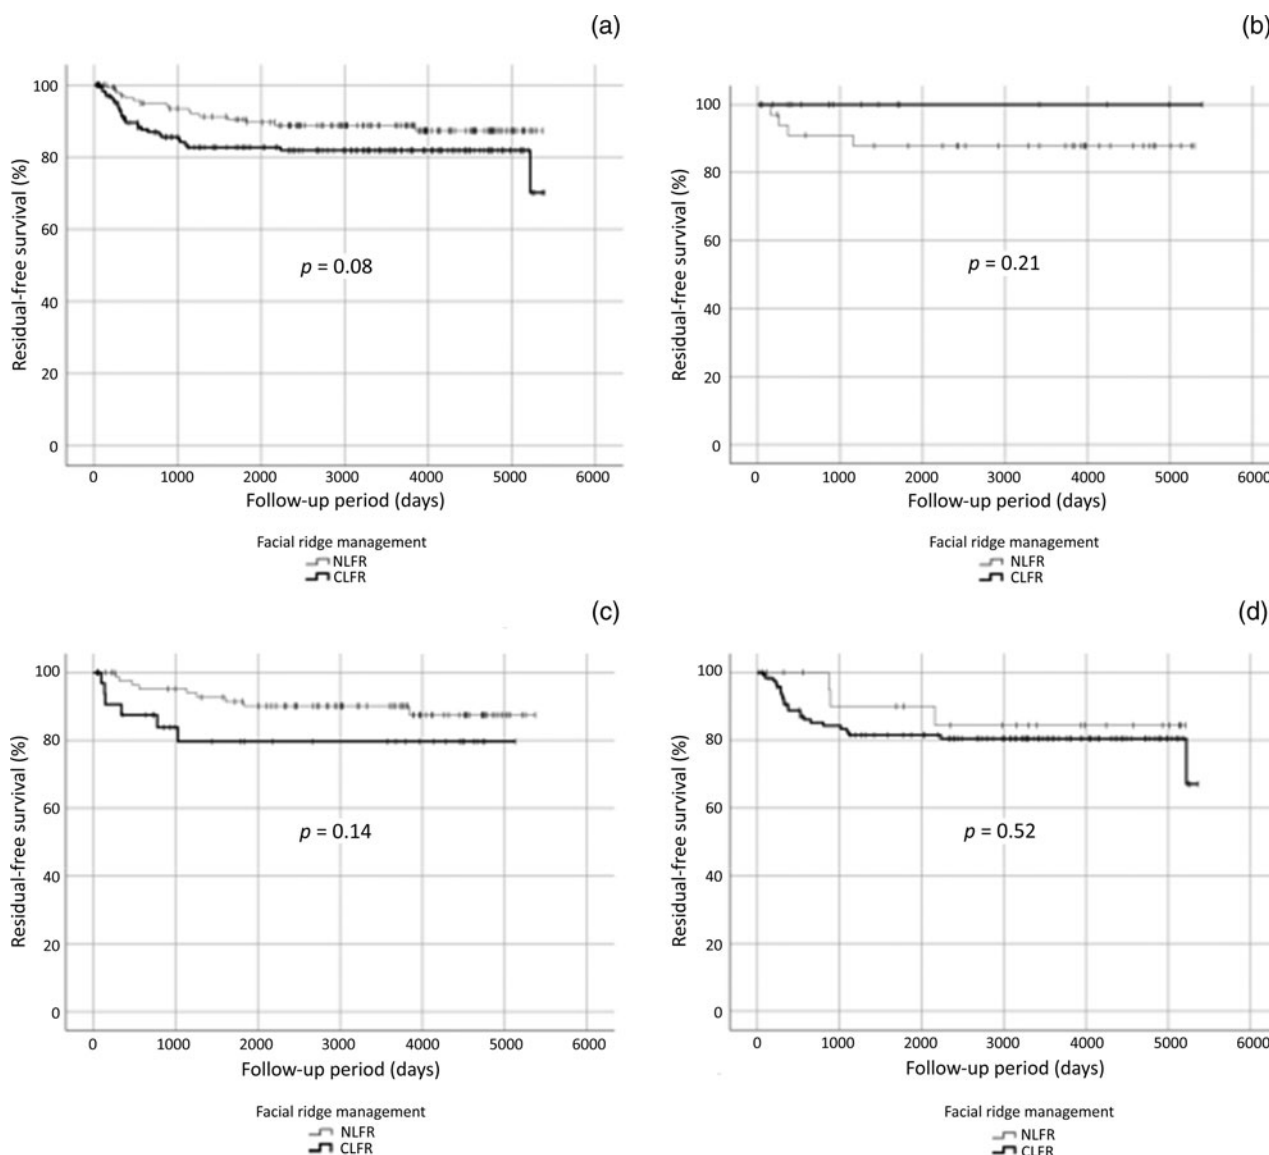 (a)
100
80
60
40
20
0
Residual-free survival (%)
p = 0.08
0 1000 2000 3000 4000 5000 6000
Follow-up period (days)
Facial ridge management
NLFR
CLFR
(b)
100
80
60
40
20
0
Residual-free survival (%)
p = 0.21
0 1000 2000 3000 4000 5000 6000
Follow-up period (days)
Facial ridge management
NLFR
CLFR
(c)
100
80
60
40
20
0
Residual-free survival (%)
p = 0.14
0 1000 2000 3000 4000 5000 6000
Follow-up period (days)
Facial ridge management
NLFR
CLFR
(d)
100
80
60
40
20
0
Residual-free survival (%)
p = 0.52
0 1000 2000 3000 4000 5000 6000
Follow-up period (days)
Facial ridge management
NLFR
CLFR